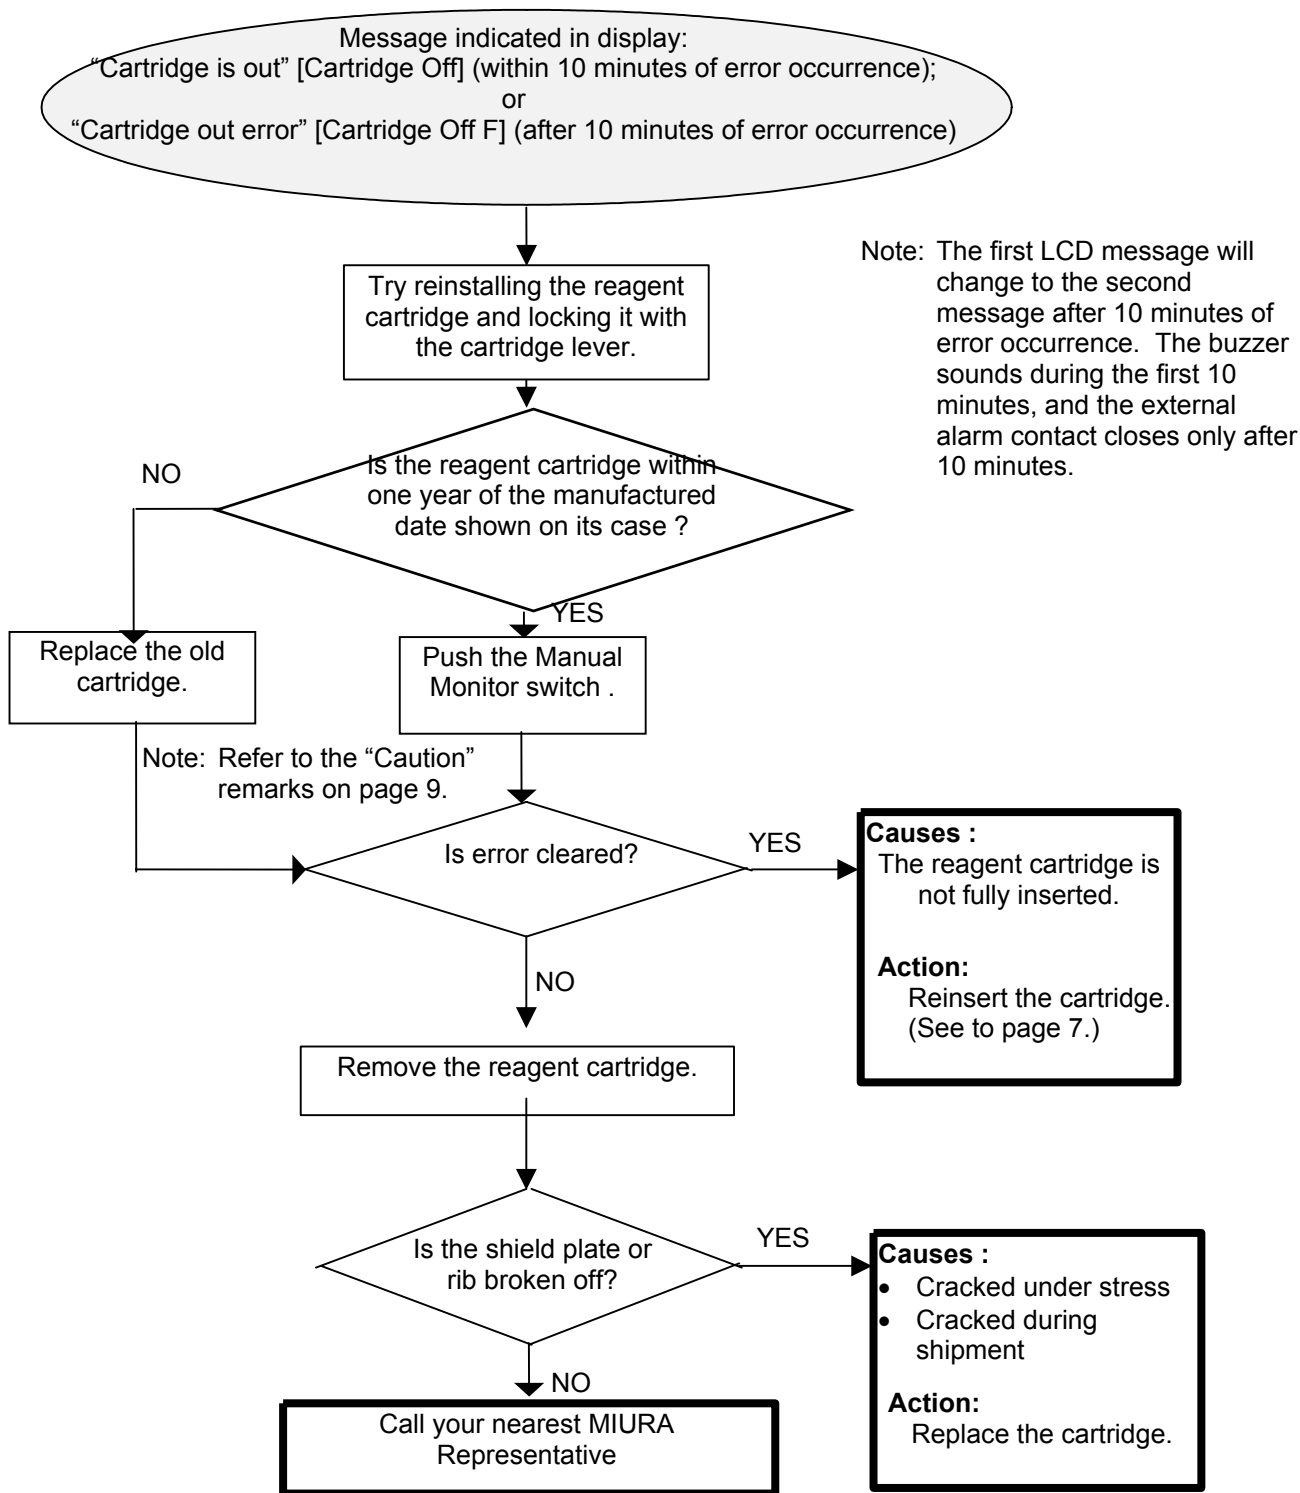 Message indicated in display:
“Cartridge is out” [Cartridge Off] (within 10 minutes of error occurrence);
or
“Cartridge out error” [Cartridge Off F] (after 10 minutes of error occurrence)
Note: The first LCD message will
change to the second
message after 10 minutes of
error occurrence. The buzzer
sounds during the first 10
minutes, and the external
alarm contact closes only after
10 minutes.
Try reinstalling the reagent
cartridge and locking it with
the cartridge lever.
Is the reagent cartridge within
one year of the manufactured
date shown on its case ?
NO
YES
Replace the old
cartridge.
Push the Manual
Monitor switch .
Note: Refer to the “Caution”
remarks on page 9.
Is error cleared?
YES
Causes :
The reagent cartridge is
not fully inserted.
Action:
Reinsert the cartridge.
(See to page 7.)
NO
Remove the reagent cartridge.
Is the shield plate or
rib broken off?
YES
Causes :
• Cracked under stress
• Cracked during
shipment
Action:
Replace the cartridge.
NO
Call your nearest MIURA
Representative